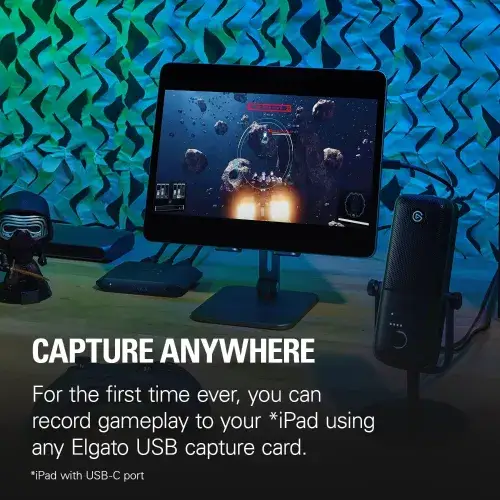 CAPTURE ANYWHERE
For the first time ever, you can
record gameplay to your *iPad using
any Elgato USB capture card.
*iPad with USB-C port